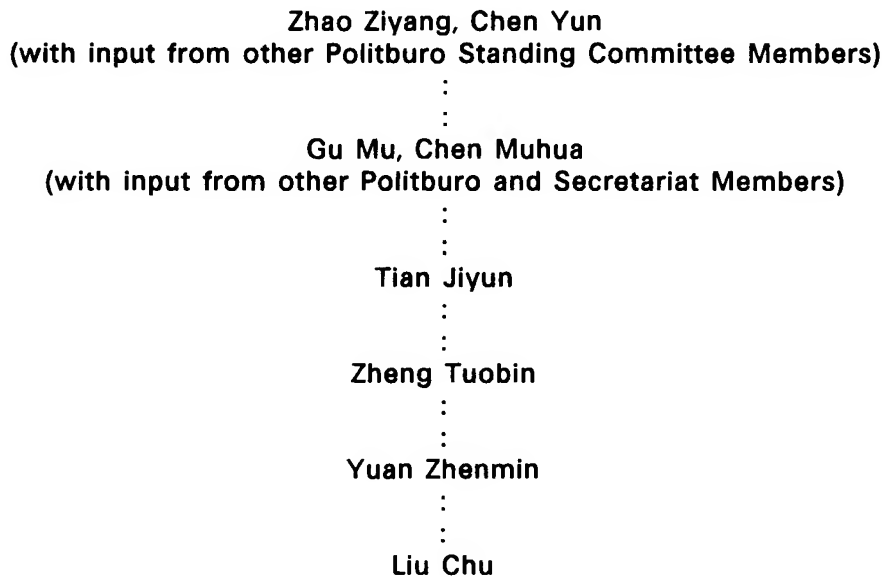 Zhao Ziyang, Chen Yun
(with input from other Politburo Standing Committee Members)
:
:
Gu Mu, Chen Muhua
(with input from other Politburo and Secretariat Members)
:
:
Tian Jiyun
:
:
Zheng Tuobin
:
:
Yuan Zhenmin
:
:
Liu Chu